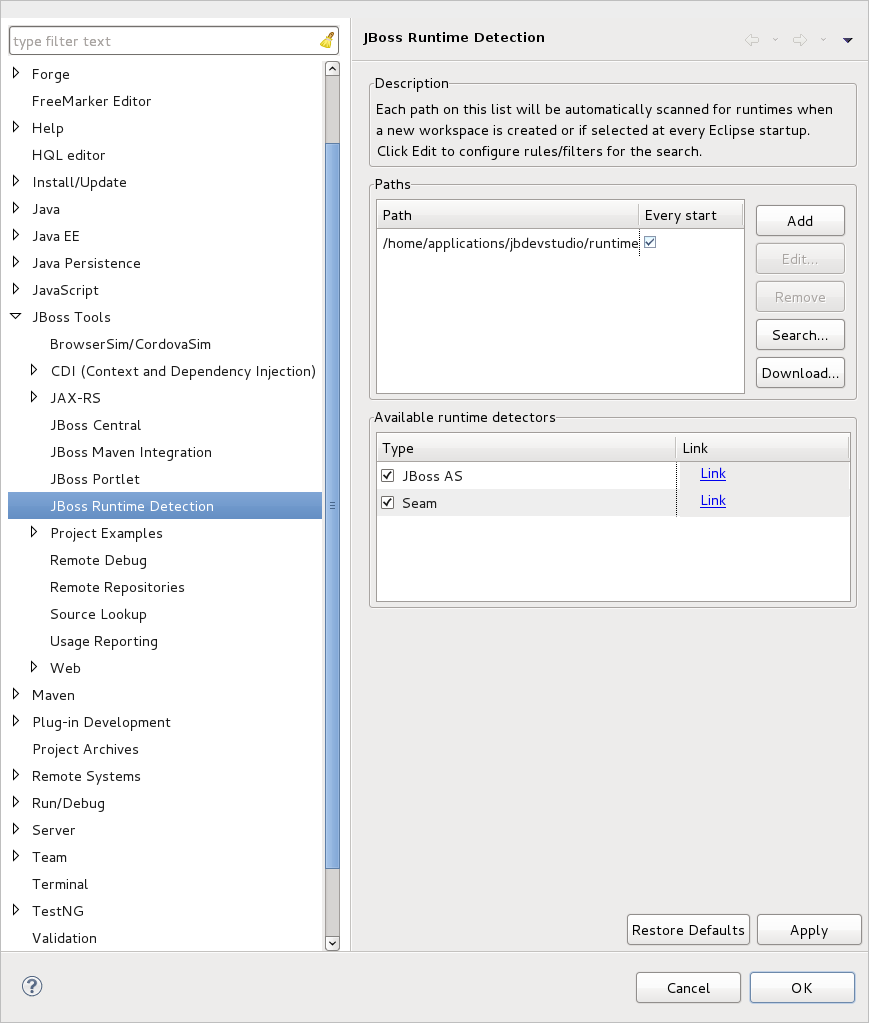 type filter text
Forge
FreeMarker Editor
Help
HQL editor
Install/Update
Java
Java EE
Java Persistence
JavaScript
JBoss Tools
BrowserSim/CordovaSim
CDI (Context and Dependency Injection)
JAX-RS
JBoss Central
JBoss Maven Integration
JBoss Portlet
JBoss Runtime Detection
Project Examples
Remote Debug
Remote Repositories
Source Lookup
Usage Reporting
Web
Maven
Plug-in Development
Project Archives
Remote Systems
Run/Debug
Server
Team
Terminal
TestNG
Validation
JBoss Runtime Detection
Description
Each path on this list will be automatically scanned for runtimes when
a new workspace is created or if selected at every Eclipse startup.
Click Edit to configure rules/filters for the search.
Paths
Path Every start
/home/applications/jbdevstudio/runtime
Add
Edit...
Remove
Search...
Download...
Available runtime detectors
Type Link
JBoss AS Link
Seam Link
Restore Defaults Apply
? Cancel OK